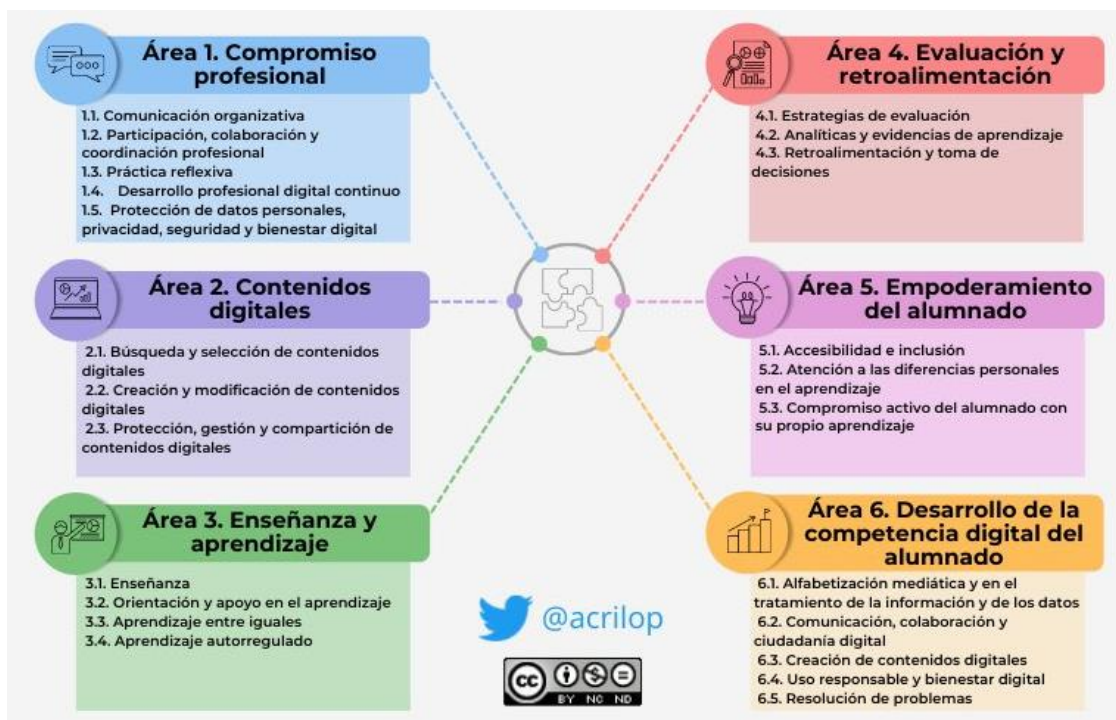 Área 1. Compromiso
profesional
1.1. Comunicación organizativa
1.2. Participación, colaboración y
coordinación profesional
1.3. Práctica reflexiva
1.4. Desarrollo profesional digital continuo
1.5. Protección de datos personales,
privacidad, seguridad y bienestar digital
Área 2. Contenidos
digitales
2.1. Búsqueda y selección de contenidos
digitales
2.2. Creación y modificación de contenidos
digitales
2.3. Protección, gestión y compartición de
contenidos digitales
Área 3. Enseñanza y
aprendizaje
3.1. Enseñanza
3.2. Orientación y apoyo en el aprendizaje
3.3. Aprendizaje entre iguales
3.4. Aprendizaje autorregulado
Área 4. Evaluación y
retroalimentación
4.1. Estrategias de evaluación
4.2. Analíticas y evidencias de aprendizaje
4.3. Retroalimentación y toma de
decisiones
Área 5. Empoderamiento
del alumnado
5.1. Accesibilidad e inclusión
5.2. Atención a las diferencias personales
en el aprendizaje
5.3. Compromiso activo del alumnado con
su propio aprendizaje
Área 6. Desarrollo de la
competencia digital del
alumnado
6.1. Alfabetización mediática y en el
tratamiento de la información y de los datos
6.2. Comunicación, colaboración y
ciudadanía digital
6.3. Creación de contenidos digitales
6.4. Uso responsable y bienestar digital
6.5. Resolución de problemas
@acrilop
cc
BY NC ND